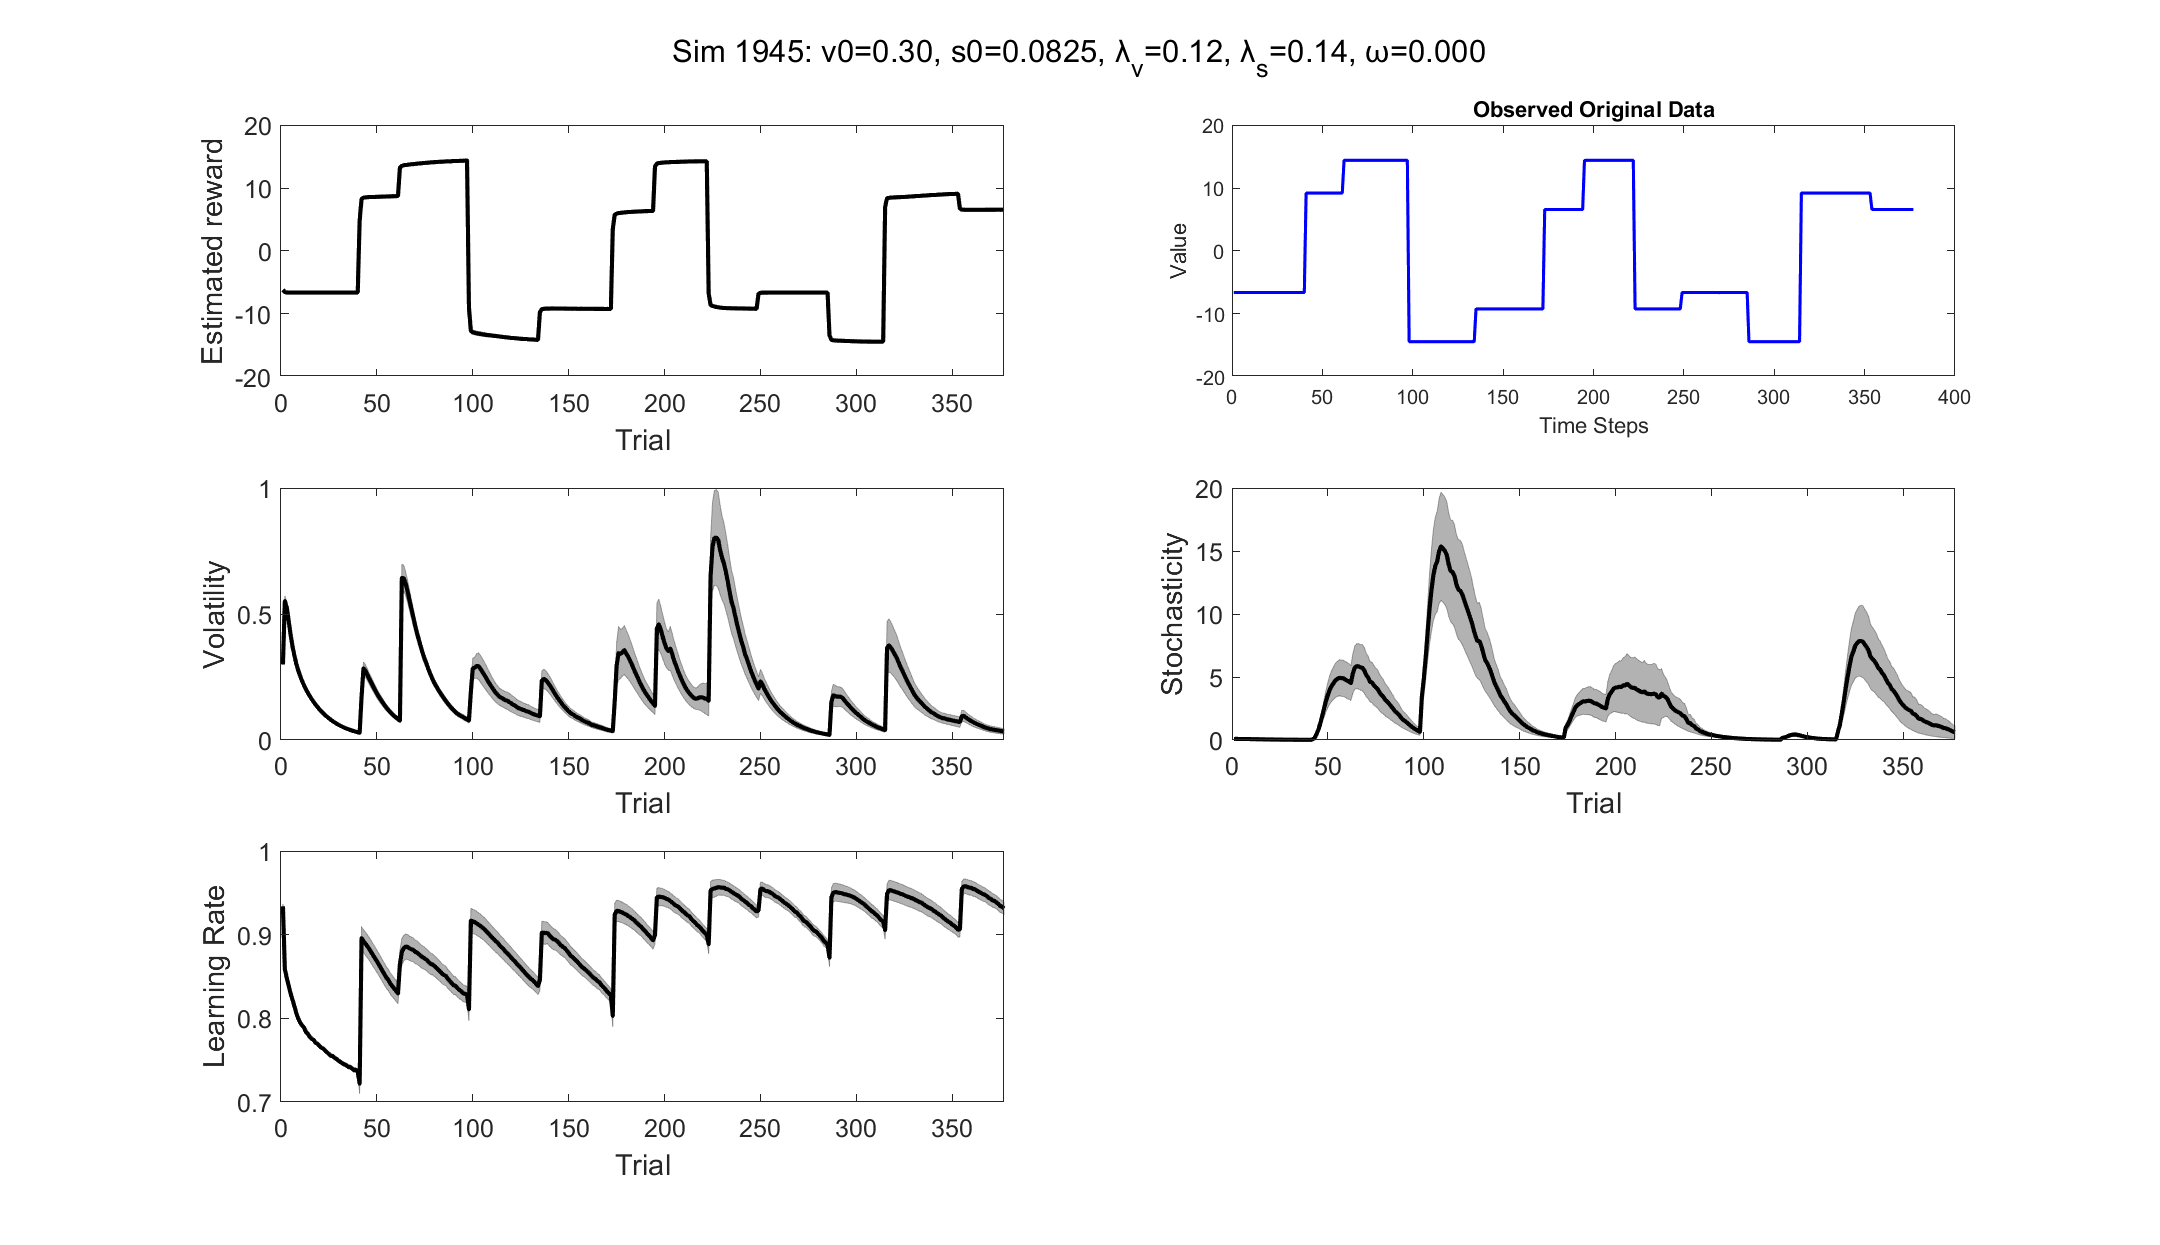 Sim 1945: v0=0.30, s0=0.0825, λ_v=0.12, λ_s=0.14, ω=0.000
Estimated reward
20
10
0
-10
-20
0 50 100 150 200 250 300 350
Trial
Observed Original Data
Value
20
10
0
-10
-20
0 50 100 150 200 250 300 350 400
Time Steps
Volatility
1
0.5
0
0 50 100 150 200 250 300 350
Trial
Stochasticity
20
15
10
5
0
0 50 100 150 200 250 300 350
Trial
Learning Rate
1
0.9
0.8
0.7
0 50 100 150 200 250 300 350
Trial